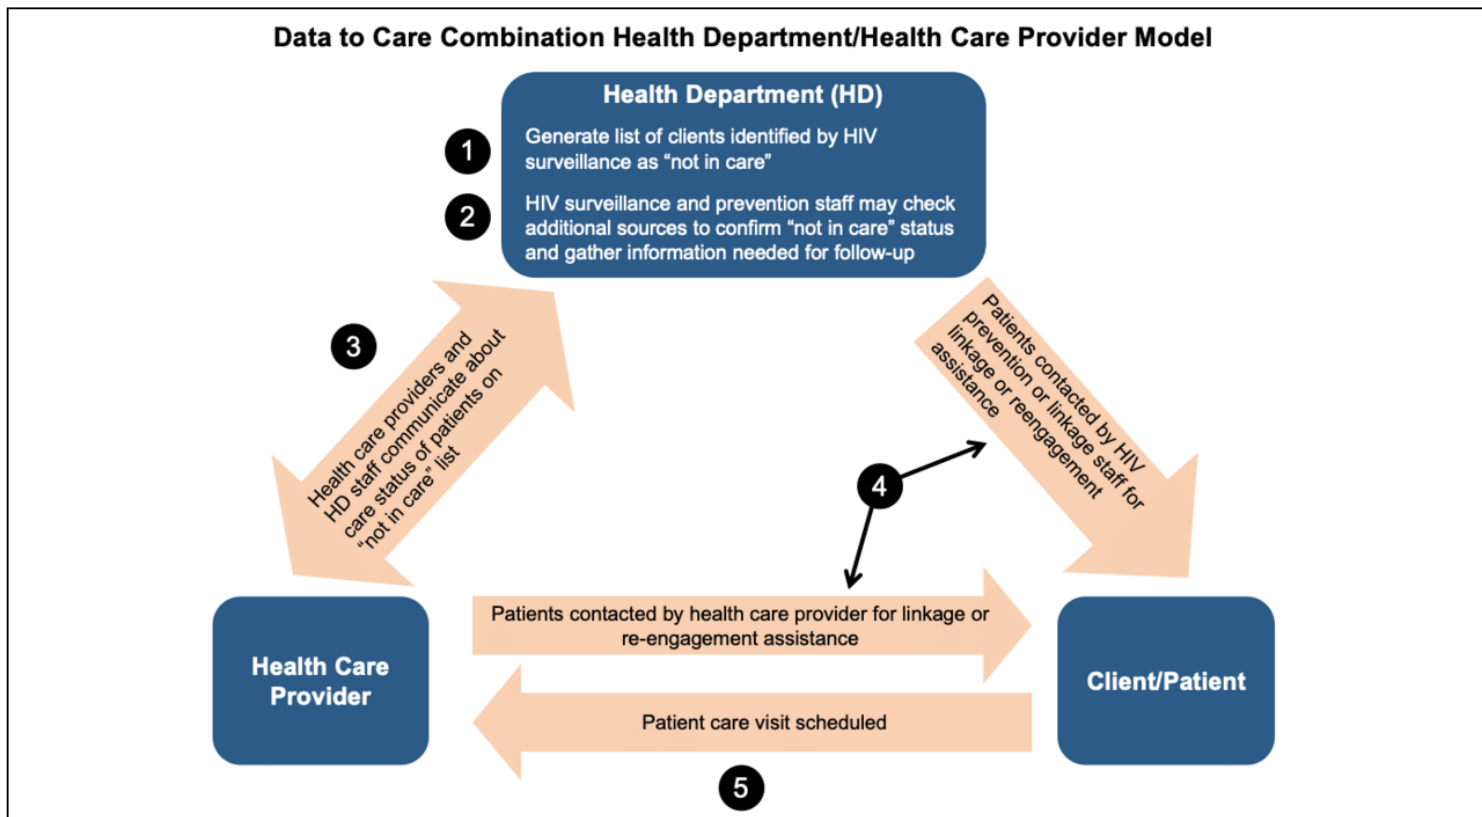 Data to Care Combination Health Department/Health Care Provider Model
Health Department (HD)
1
Generate list of clients identified by HIV
surveillance as “not in care”
2
HIV surveillance and prevention staff may check
additional sources to confirm “not in care” status
and gather information needed for follow-up
3
Health care providers and
HD staff communicate about
care status of patients on
“not in care” list
Patients contacted by HIV
prevention or linkage staff for
linkage or reengagement
assistance
4
Patients contacted by health care provider for linkage or
re-engagement assistance
Health Care
Provider
Client/Patient
Patient care visit scheduled
5